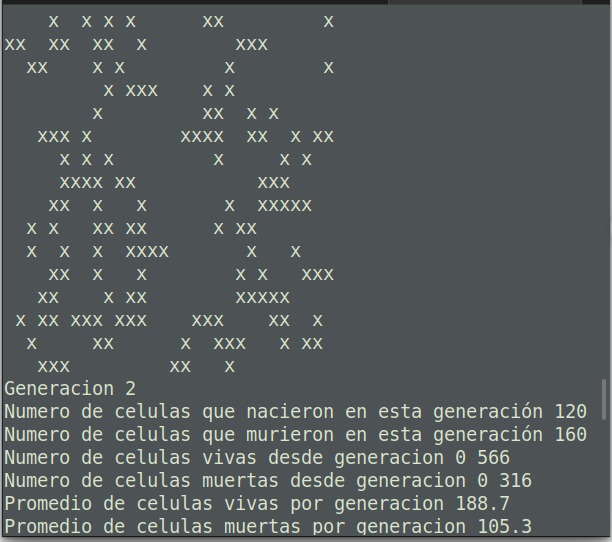 x  x x x      xx         x
xx  xx  xx  x        xxx
  xx    x x         x        x
         x xxx    x x
        x         xx  x x
   xxx x        xxxx  xx  x xx
     x x x         x     x x
     xxxx xx           xxx
    xx  x   x       x  xxxxx
  x x   xx xx      x xx
  x  x  x  xxxx       x   x
    xx  x   x        x x   xxx
   xx    x xx        xxxxx
 x xx xxx xxx    xxx    xx  x
  x     xx      x  xxx   x xx
   xxx         xx   x
Generacion 2
Numero de celulas que nacieron en esta generación 120
Numero de celulas que murieron en esta generación 160
Numero de celulas vivas desde generacion 0 566
Numero de celulas muertas desde generacion 0 316
Promedio de celulas vivas por generacion 188.7
Promedio de celulas muertas por generacion 105.3